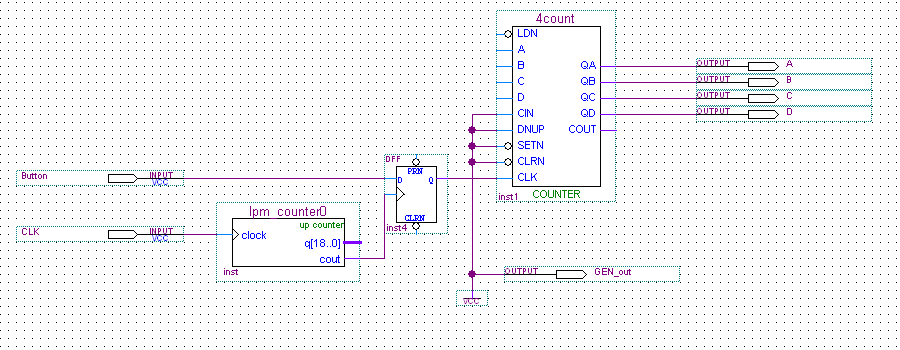 4count
LDN
A
B
C
D
CIN
DNUP
SETN
CLRN
CLK
QA
QB
QC
QD
COUT
inst1
COUNTER
OUTPUT A
OUTPUT B
OUTPUT C
OUTPUT D
Button INPUT
VCC
DFF
PRN
D Q
CLRN
inst4
CLK INPUT
VCC
lpm_counter0
up counter
clock
q[18..0]
cout
inst
OUTPUT GEN_out
VCC